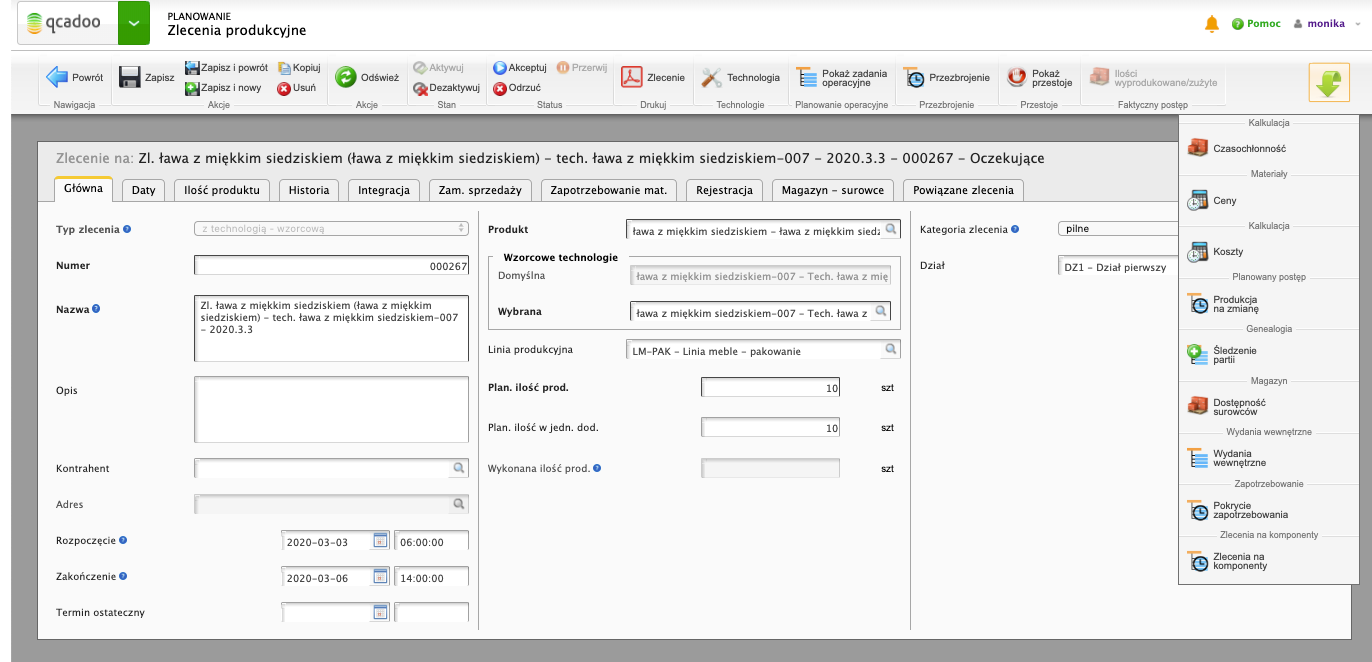 qcadoo
PLANOWANIE
Zlecenia produkcyjne
Pomoc
monika
Powrót
Nawigacja
Zapisz
Zapisz i powrót
Kopiuj
Zapisz i nowy
Usuń
Akcje
Odśwież
Akcje
Aktywuj
Dezaktywuj
Stan
Akceptuj
Przerwij
Odrzuć
Status
Zlecenie
Drukuj
Technologia
Technologie
Pokaż zadania
operacyjne
Planowanie operacyjne
Przezbrojenie
Przezbrojenie
Pokaż
przestoje
Przestoje
Ilości
wyprodukowane/zużyte
Faktyczny postęp
Zlecenie na: Zl. ława z miękkim siedziskiem (ława z miękkim siedziskiem) - tech. ława z miękkim siedziskiem-007 - 2020.3.3 - 000267 - Oczekujące
Główna
Daty
Ilość produktu
Historia
Integracja
Zam. sprzedaży
Zapotrzebowanie mat.
Rejestracja
Magazyn - surowce
Powiązane zlecenia
Typ zlecenia
z technologią - wzorcową
Numer
000267
Nazwa
Zl. ława z miękkim siedziskiem (ława z miękkim
siedziskiem) - tech. ława z miękkim siedziskiem-007
- 2020.3.3
Opis
Kontrahent
Adres
Rozpoczęcie
2020-03-03
06:00:00
Zakończenie
2020-03-06
14:00:00
Termin ostateczny
Produkt
ława z miękkim siedziskiem - ława z miękkim siedz
Wzorcowe technologie
Domyślna
ława z miękkim siedziskiem-007 - Tech. ława z mię
Wybrana
ława z miękkim siedziskiem-007 - Tech. ława z
Linia produkcyjna
LM-PAK - Linia meble - pakowanie
Plan. ilość prod.
10
szt
Plan. ilość w jedn. dod.
10
szt
Wykonana ilość prod.
szt
Kategoria zlecenia
pilne
Dział
DZ1 - Dział pierwszy
Kalkulacja
Czasochłonność
Materiały
Ceny
Kalkulacja
Koszty
Planowany postęp
Produkcja
na zmianę
Genealogia
Śledzenie
partii
Magazyn
Dostępność
surowców
Wydania wewnętrzne
Wydania
wewnętrzne
Zapotrzebowanie
Pokrycie
zapotrzebowania
Zlecenia na komponenty
Zlecenia na
komponenty